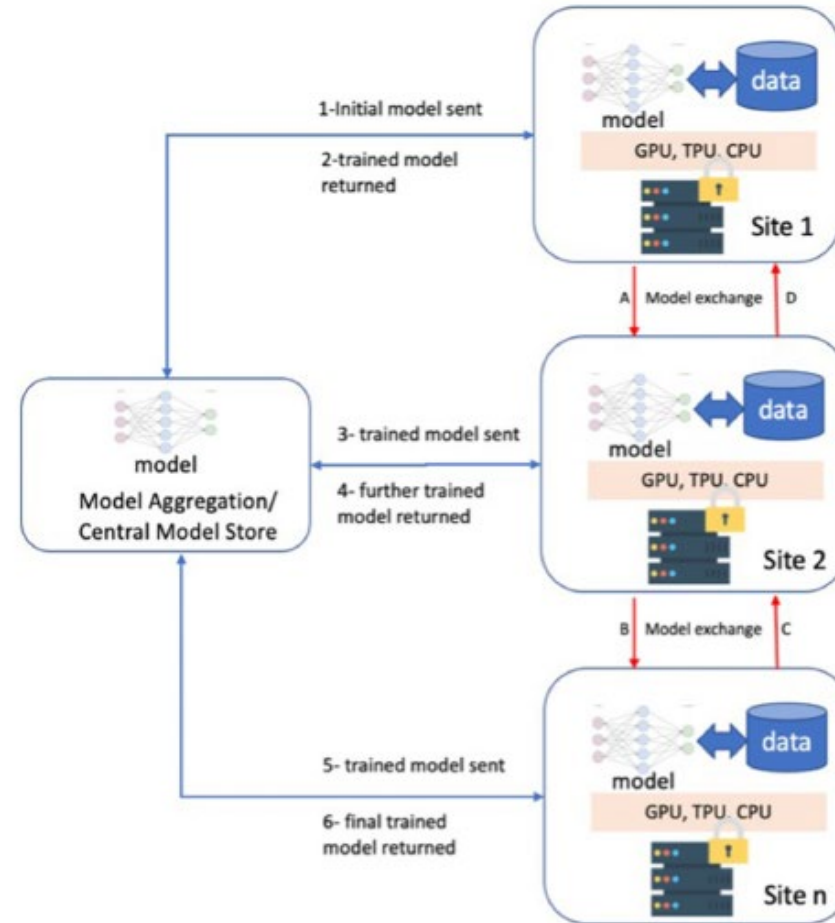 data
model
1-Initial model sent
GPU, TPU, CPU
2-trained model
returned
Site 1
A Model exchange D
data
model
3- trained model sent
model
GPU, TPU, CPU
4- further trained
model returned
Model Aggregation/
Central Model Store
Site 2
B Model exchange C
data
model
5- trained model sent
GPU, TPU, CPU
6- final trained
model returned
Site n